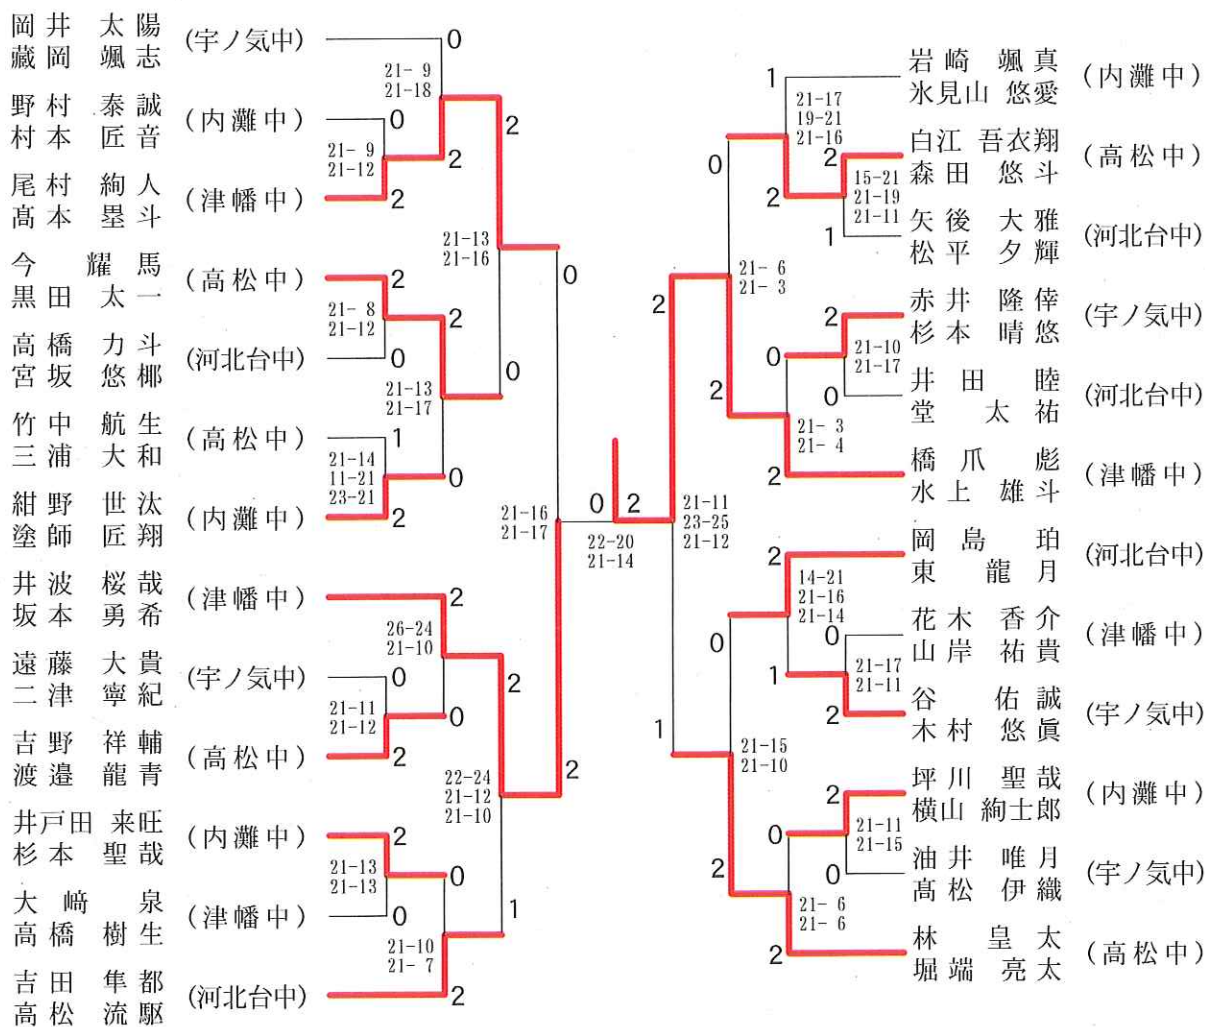 岡井 太陽
藏岡 颯志
(宇ノ気中)
0
21- 9
21-18
野村 泰誠
村本 匠音
(内灘中)
0
2
2
21- 9
21-12
尾村 絢人
髙本 塁斗
(津幡中)
2
21-13
21-16
0
今 耀馬
黒田 太一
(高松中)
2
21- 8
21-12
2
高橋 力斗
宮坂 悠椰
(河北台中)
0
0
21-13
21-17
竹中 航生
三浦 大和
(高松中)
1
21-14
11-21
23-21
0
紺野 世汰
塗師 匠翔
(内灘中)
2
21-16
21-17
井波 桜哉
坂本 勇希
(津幡中)
2
26-24
21-10
遠藤 大貴
二津 寧紀
(宇ノ気中)
0
2
21-11
21-12
0
吉野 祥輔
渡邉 龍青
(高松中)
2
22-24
21-12
21-10
2
井戸田 来旺
杉本 聖哉
(内灘中)
2
21-13
21-13
0
大﨑 泉
高橋 樹生
(津幡中)
0
1
21-10
21- 7
吉田 隼都
高松 流駆
(河北台中)
2
0
2
22-20
21-14
1
岩崎 颯真
氷見山 悠愛
(内灘中)
21-17
19-21
21-16
0
2
2
白江 吾衣翔
森田 悠斗
(高松中)
15-21
21-19
21-11
1
矢後 大雅
松平 夕輝
(河北台中)
21- 6
21- 3
2
2
赤井 隆倖
杉本 晴悠
(宇ノ気中)
0
21-10
21-17
2
0
井田 睦
堂 太祐
(河北台中)
21- 3
21- 4
2
橋爪 彪
水上 雄斗
(津幡中)
21-11
23-25
21-12
2
岡島 珀
東 龍月
(河北台中)
14-21
21-16
21-14
0
0
花木 香介
山岸 祐貴
(津幡中)
1
21-17
21-11
2
谷 佑誠
木村 悠眞
(宇ノ気中)
1
21-15
21-10
2
坪川 聖哉
横山 絢士郎
(内灘中)
0
21-11
21-15
2
0
油井 唯月
髙松 伊織
(宇ノ気中)
21- 6
21- 6
2
林 皇太
堀端 亮太
(高松中)